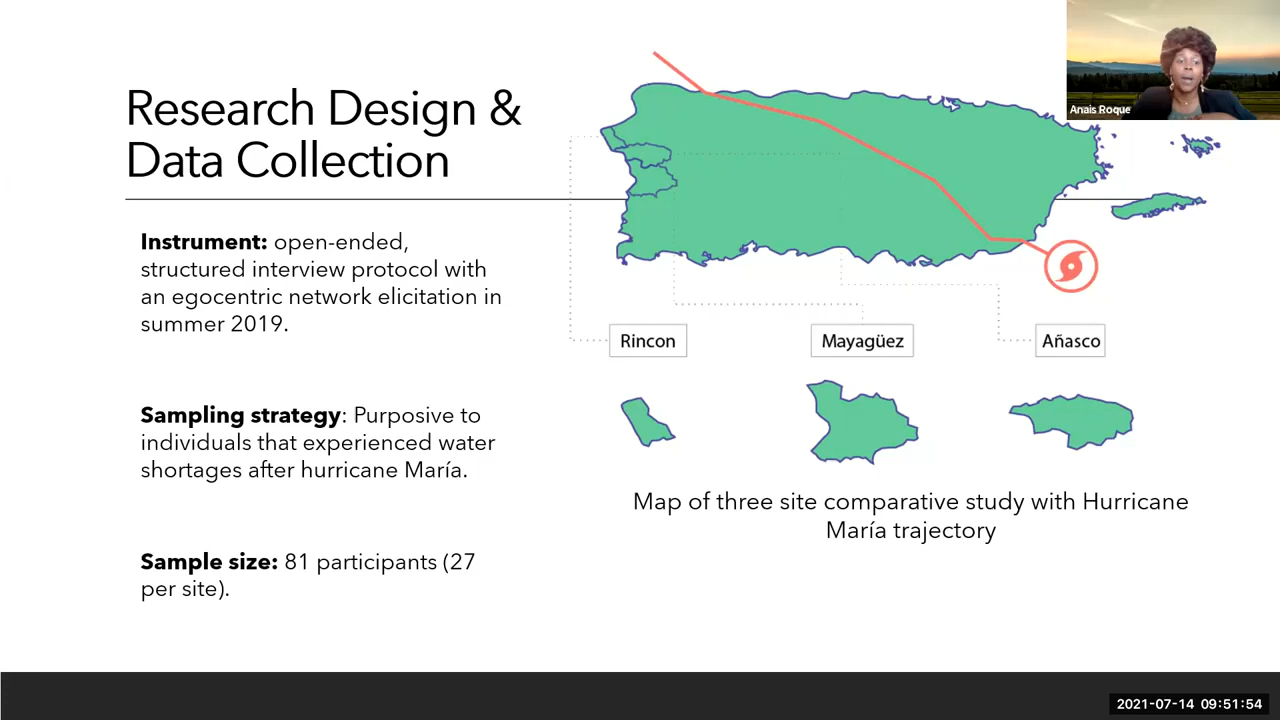 Research Design &
Data Collection
Instrument: open-ended,
structured interview protocol with
an egocentric network elicitation in
summer 2019.
Sampling strategy: Purposive to
individuals that experienced water
shortages after hurricane María.
Sample size: 81 participants (27
per site).
Anais Roque
Rincon
Mayagüez
Añasco
Map of three site comparative study with Hurricane
María trajectory
2021-07-14 09:51:54